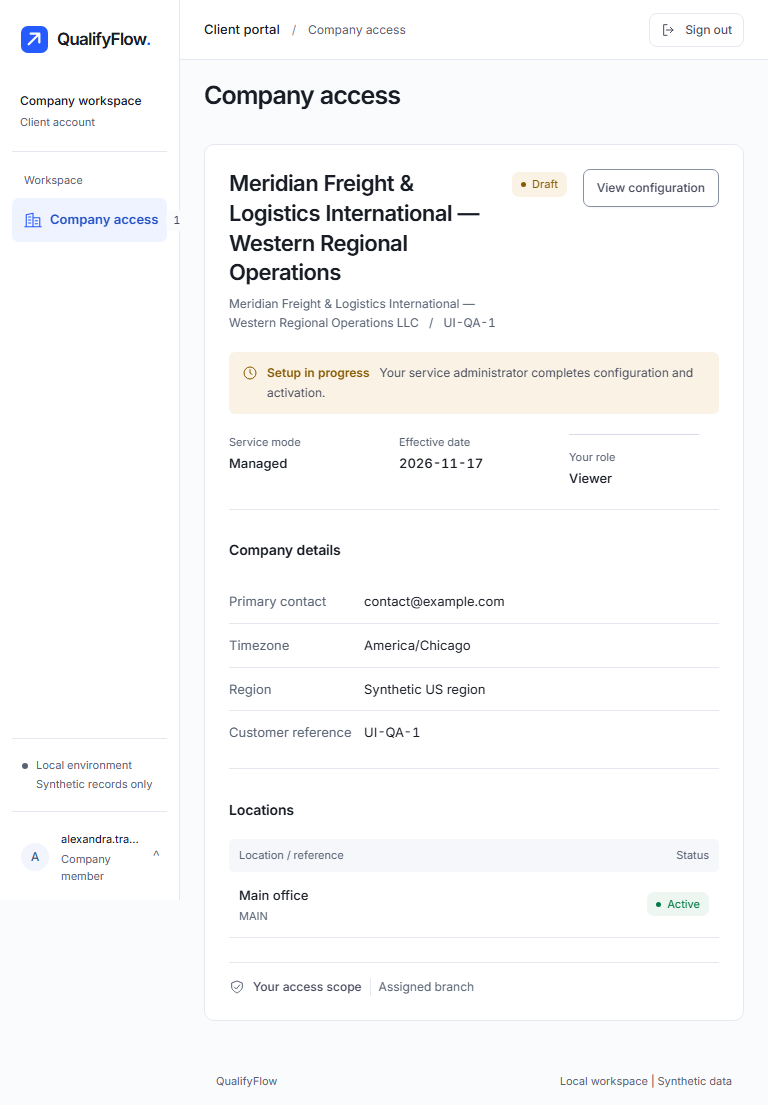 QualifyFlow.
Company workspace
Client account
Workspace
Company access 1
Local environment
Synthetic records only
A
alexandra.tra...
Company
member
^
Client portal / Company access
Sign out
Company access
Meridian Freight &
Logistics International —
Western Regional
Operations
Draft
View configuration
Meridian Freight & Logistics International —
Western Regional Operations LLC / UI-QA-1
Setup in progress Your service administrator completes configuration and
activation.
Service mode
Managed
Effective date
2026-11-17
Your role
Viewer
Company details
Primary contact contact@example.com
Timezone America/Chicago
Region Synthetic US region
Customer reference UI-QA-1
Locations
Location / reference Status
Main office
MAIN
Active
Your access scope Assigned branch
QualifyFlow Local workspace | Synthetic data